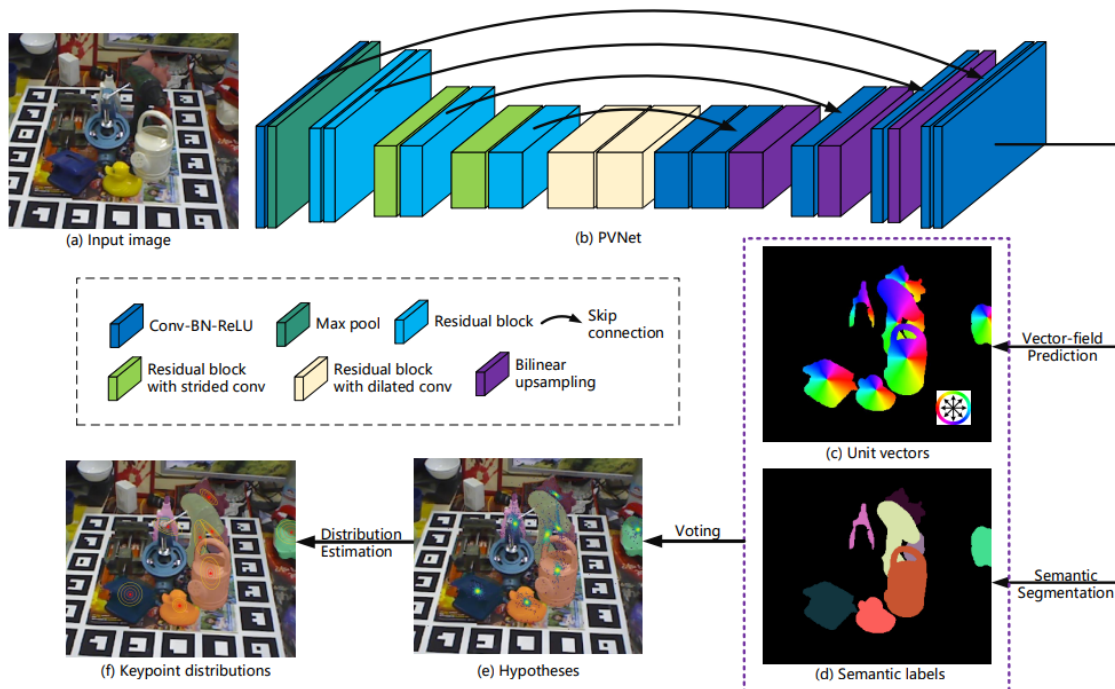 (a) Input image
(b) PVNet
Conv-BN-ReLU
Max pool
Residual block
Skip
connection
Residual block
with strided conv
Residual block
with dilated conv
Bilinear
upsampling
Vector-field
Prediction
(c) Unit vectors
Semantic
Segmentation
(d) Semantic labels
Voting
(e) Hypotheses
Distribution
Estimation
(f) Keypoint distributions